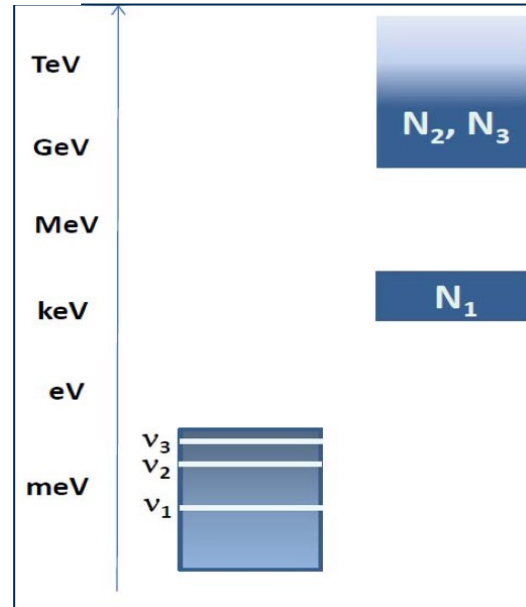 TeV
N₂, N₃
GeV
MeV
N₁
keV
eV
ν₃
ν₂
meV
ν₁